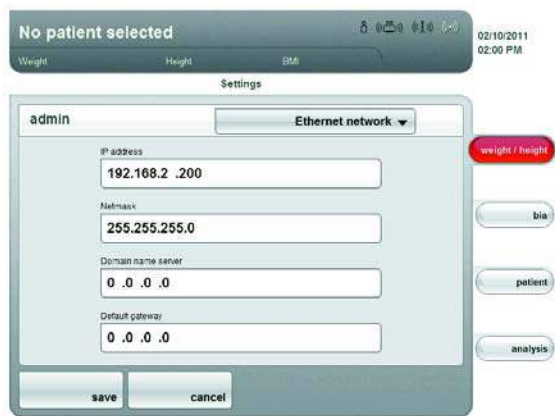 No patient selected
02/10/2011
02:00 PM
Weight Height BMI
Settings
admin Ethernet network
IP address
192.168.2 .200
weight / height
Netmask
255.255.255.0
bia
Domain name server
0 .0 .0 .0
patient
Default gateway
0 .0 .0 .0
analysis
save cancel